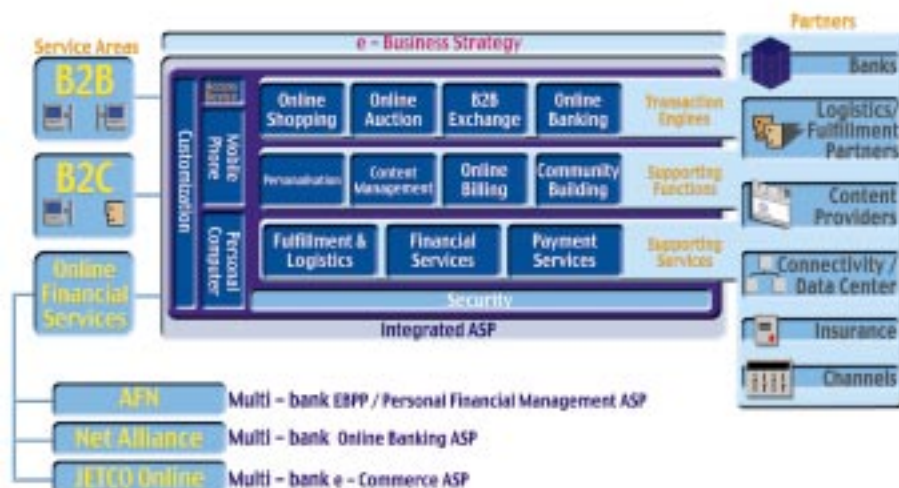 Service Areas
B2B
B2C
Online
Financial
Services
e - Business Strategy
Customization
Access
Device
Mobile
Phone
Personal
Computer
Online
Shopping
Online
Auction
B2B
Exchange
Online
Banking
Transaction
Engines
Personalisation
Content
Management
Online
Billing
Community
Building
Supporting
Functions
Fulfillment &
Logistics
Financial
Services
Payment
Services
Supporting
Services
Security
Integrated ASP
Partners
Banks
Logistics/
Fulfillment
Partners
Content
Providers
Connectivity /
Data Center
Insurance
Channels
AFN
Multi - bank EBPP / Personal Financial Management ASP
Net Alliance
Multi - bank Online Banking ASP
JETCO Online
Multi - bank e - Commerce ASP